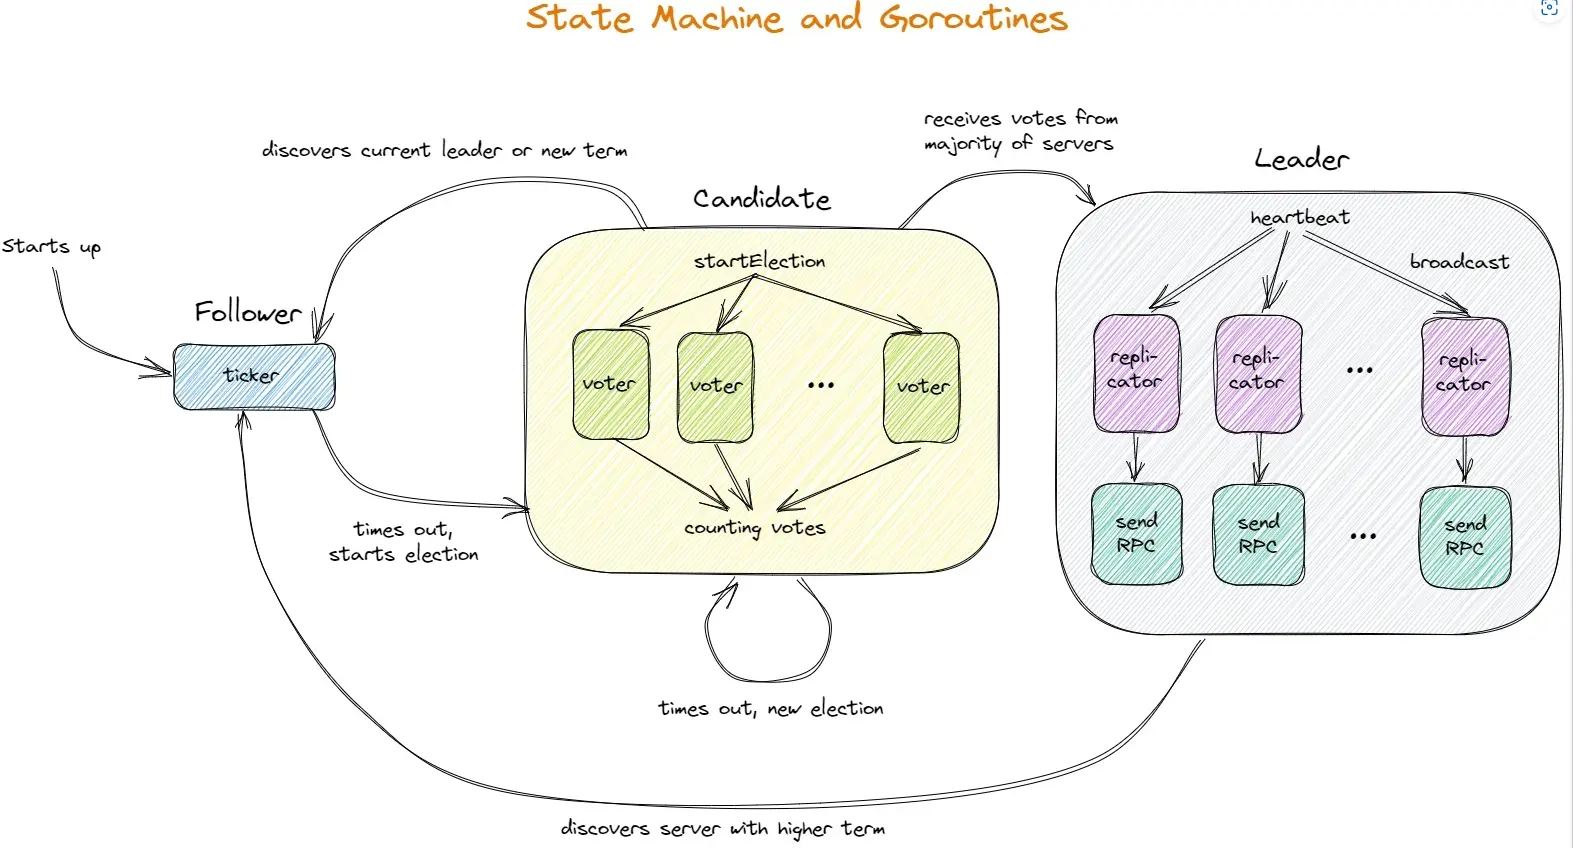 State Machine and Goroutines
receives votes from
majority of servers
discovers current leader or new term
Leader
Candidate
heartbeat
Starts up
startElection
broadcast
Follower
ticker
voter
voter
...
voter
repli-
cator
repli-
cator
...
repli-
cator
times out,
starts election
counting votes
send
RPC
send
RPC
...
send
RPC
times out, new election
discovers server with higher term